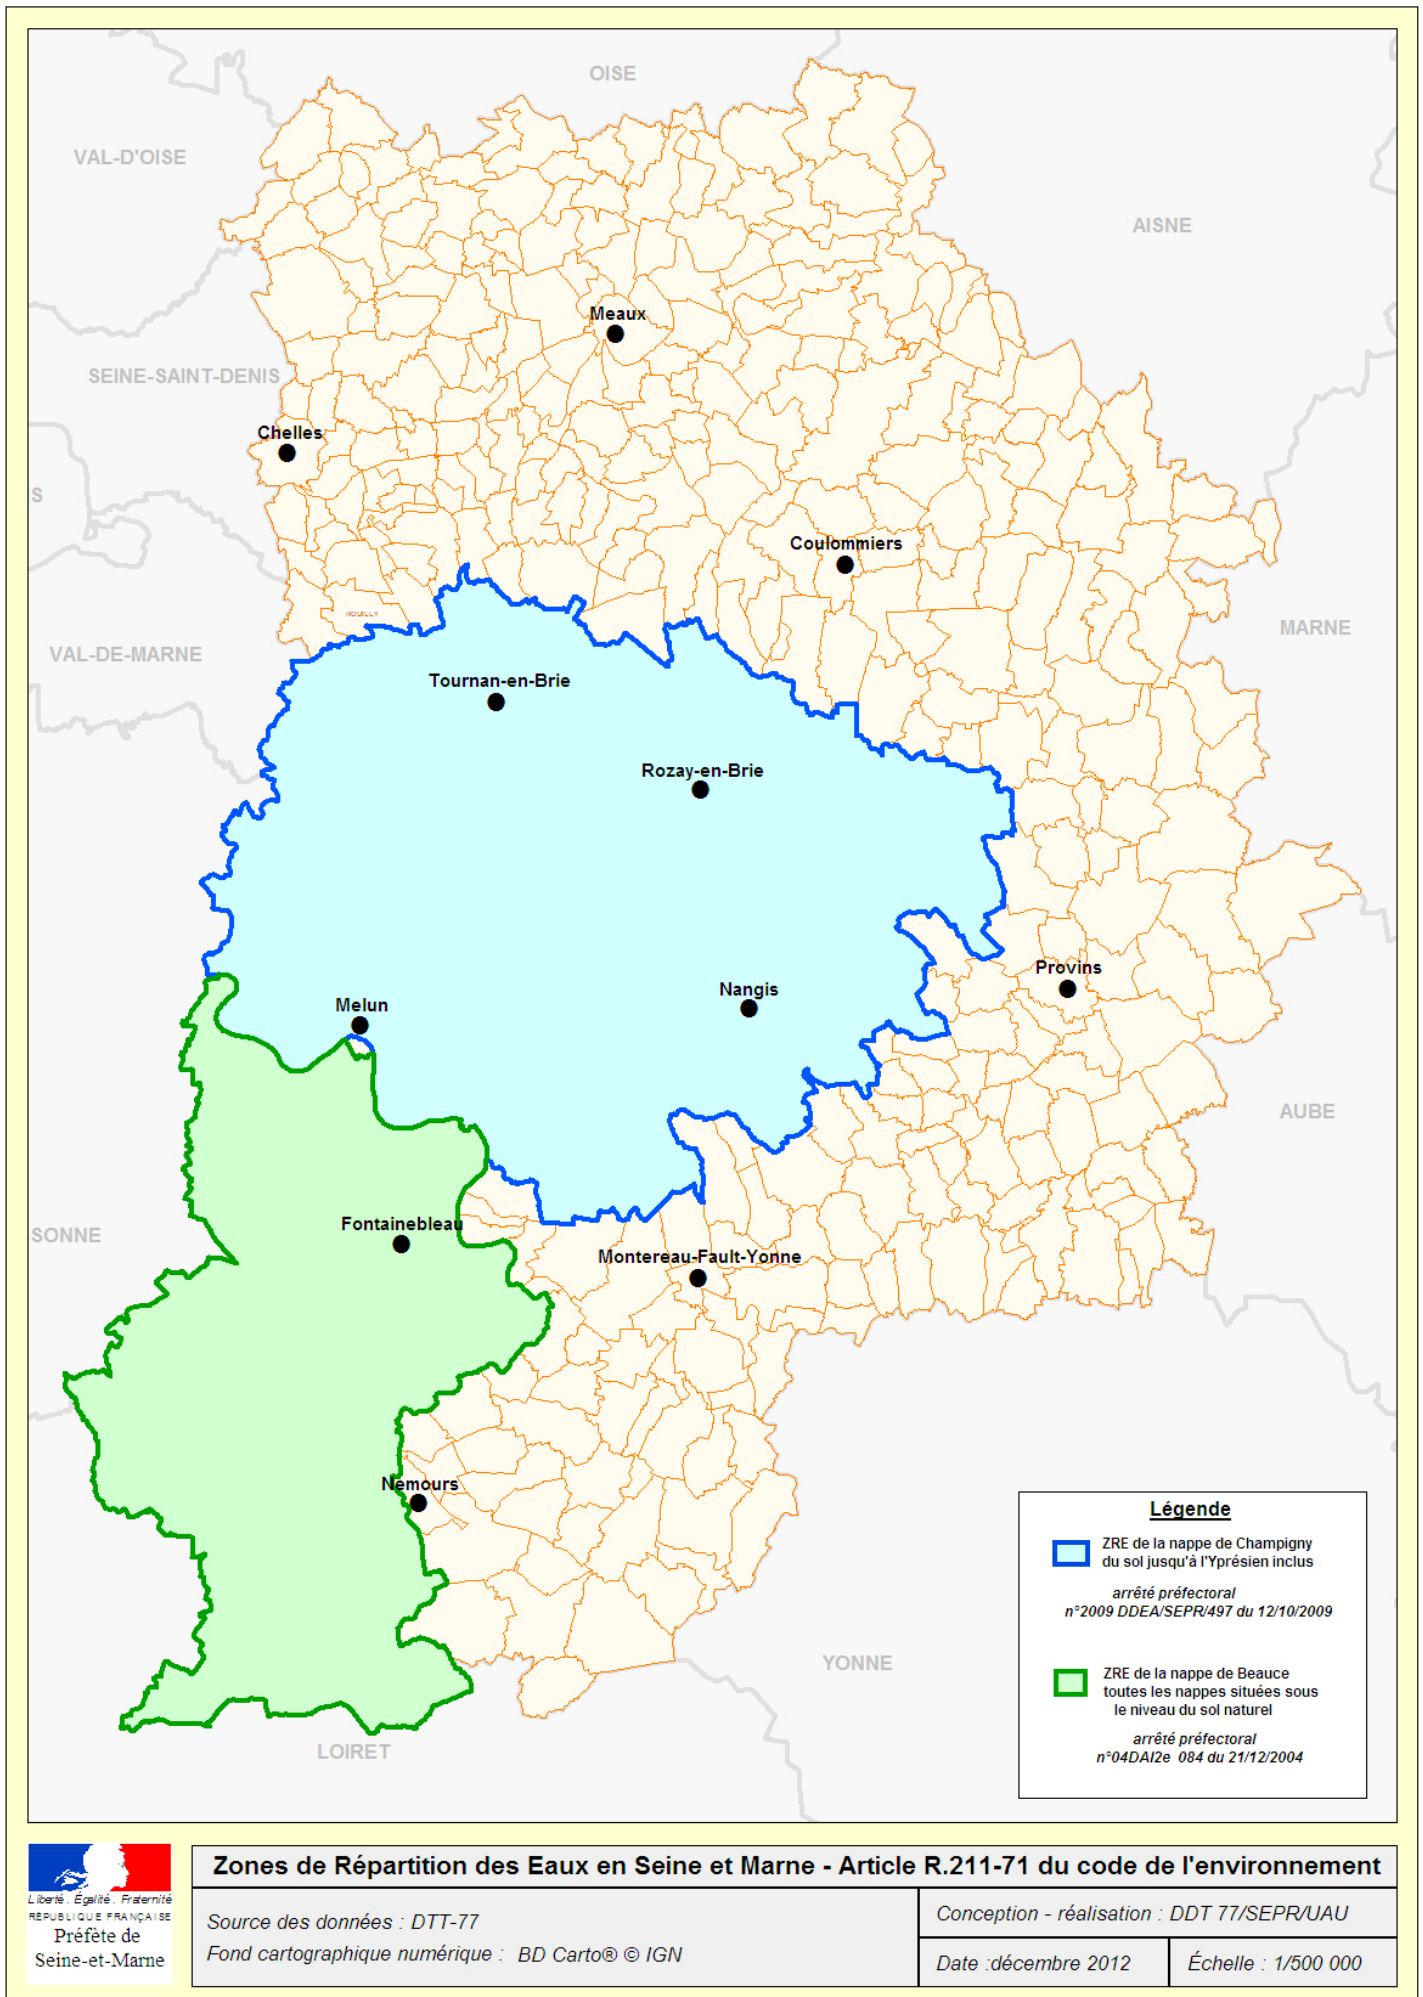 OISE
VAL-D'OISE
AISNE
Meaux
SEINE-SAINT-DENIS
Chelles
S
Coulommiers
ROUILLY
MARNE
VAL-DE-MARNE
Tournan-en-Brie
Rozay-en-Brie
Provins
Nangis
Melun
AUBE
Fontainebleau
SONNE
Montereau-Fault-Yonne
Nemours
YONNE
LOIRET
Légende
ZRE de la nappe de Champigny
du sol jusqu'à l'Yprésien inclus
arrêté préfectoral
n°2009 DDEA/SEPR/497 du 12/10/2009
ZRE de la nappe de Beauce
toutes les nappes situées sous
le niveau du sol naturel
arrêté préfectoral
n°04DAI2e 084 du 21/12/2004
Liberté . Égalité . Fraternité
RÉPUBLIQUE FRANÇAISE
Préfète de
Seine-et-Marne
Zones de Répartition des Eaux en Seine et Marne - Article R.211-71 du code de l'environnement
Source des données : DTT-77
Fond cartographique numérique : BD Carto® © IGN
Conception - réalisation : DDT 77/SEPR/UAU
Date :décembre 2012
Échelle : 1/500 000